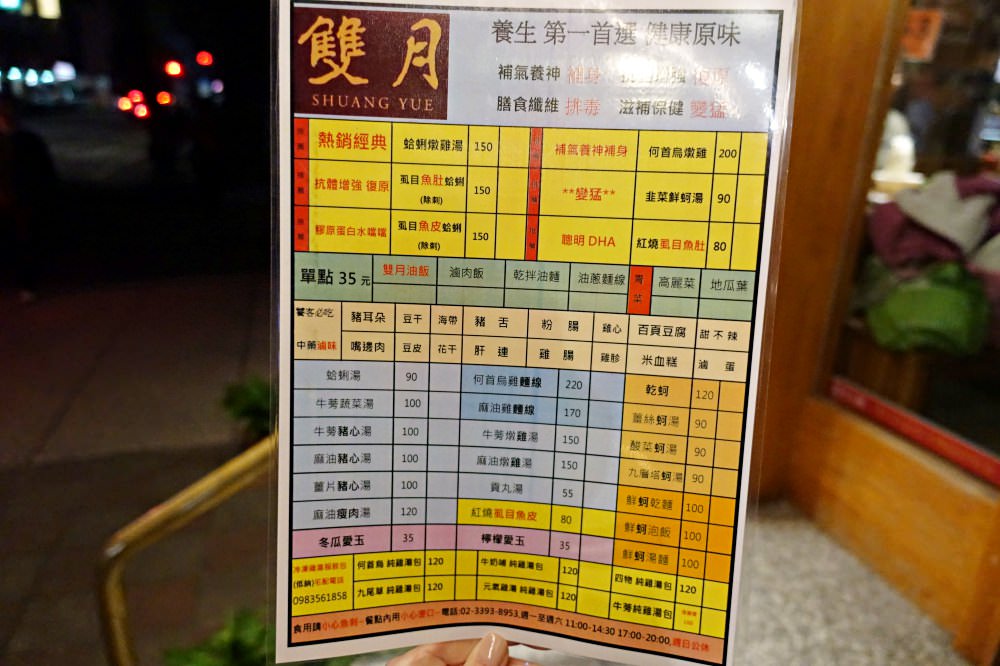 雙月
SHUANG YUE
養生 第一首選 健康原味
補氣養神 補身
膳食纖維 排毒 滋補保健 變猛
熱銷經典 蛤蜊燉雞湯 150 補氣養神補身 何首烏燉雞 200
抗體增強 復原 虱目魚肚蛤蜊 (除刺) 150 **變猛** 韭菜鮮蚵湯 90
膠原蛋白水噹噹 虱目魚皮蛤蜊 (除刺) 150 聰明 DHA 紅燒虱目魚肚 80
單點 35 元 雙月油飯 滷肉飯 乾拌油麵 油蔥麵線 青菜 高麗菜 地瓜葉
饕客必吃 豬耳朵 豆干 海帶 豬舌 粉腸 雞心 百頁豆腐 甜不辣
中藥滷味 嘴邊肉 豆皮 花干 肝連 雞腸 雞胗 米血糕 滷蛋
蛤蜊湯 90 何首烏雞麵線 220 乾蚵 120
牛蒡蔬菜湯 100 麻油雞麵線 170 薑絲蚵湯 90
牛蒡豬心湯 100 牛蒡燉雞湯 150 酸菜蚵湯 90
麻油豬心湯 100 麻油燉雞湯 150 九層塔蚵湯 90
薑片豬心湯 100 貢丸湯 55 鮮蚵乾麵 100
麻油瘦肉湯 120 紅燒虱目魚皮 80 鮮蚵泡飯 100
冬瓜愛玉 35 檸檬愛玉 35 鮮蚵湯麵 100
何首烏 純雞湯包 120 牛奶埔 純雞湯包 120 四物 純雞湯包 120
(低鈉)宅配電話
0983561858
九尾草 純雞湯包 120 元氣雞湯 純雞湯包 120 牛蒡純雞湯包
食用請小心魚刺~餐點內用小心燙口~電話:02-3393-8953,週一至週六 11:00-14:30 17:00-20:00,週日公休